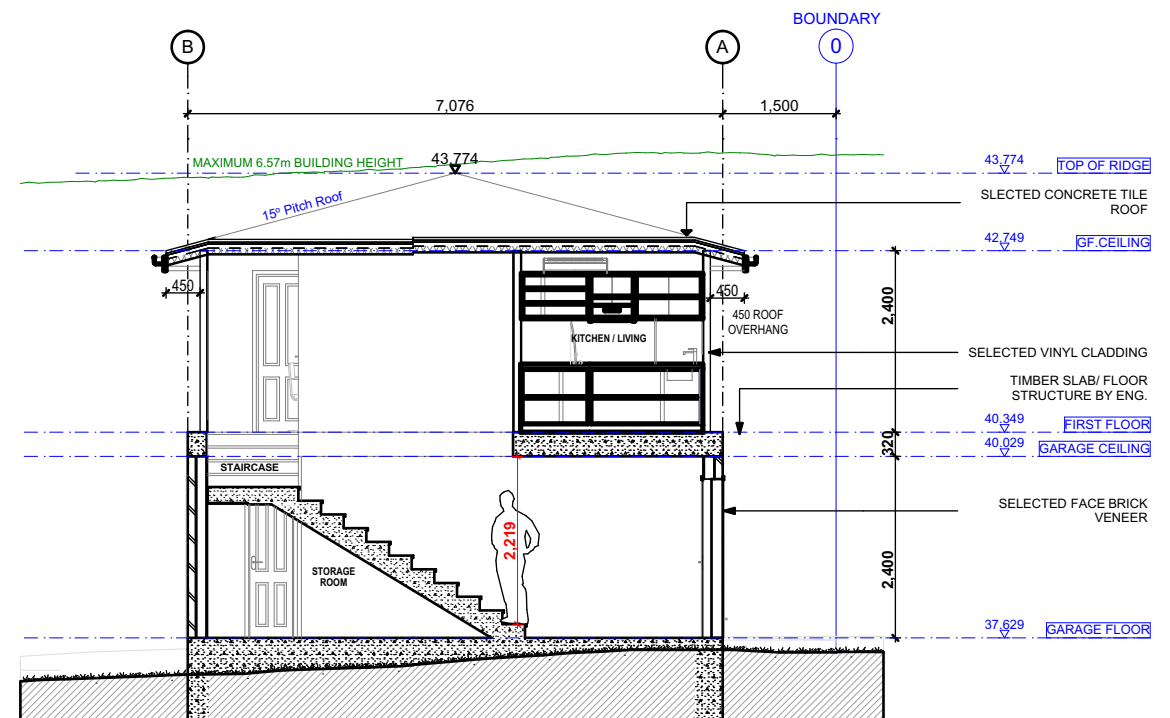 BOUNDARY
B
A
0
7,076
1,500
MAXIMUM 6.57m BUILDING HEIGHT
43,774
43,774
TOP OF RIDGE
15º Pitch Roof
SLECTED CONCRETE TILE
ROOF
42,749
GF.CEILING
450
450
2,400
450 ROOF
OVERHANG
KITCHEN / LIVING
SELECTED VINYL CLADDING
TIMBER SLAB/ FLOOR
STRUCTURE BY ENG.
40,349
FIRST FLOOR
320
40,029
GARAGE CEILING
STAIRCASE
SELECTED FACE BRICK
VENEER
2,219
STORAGE
ROOM
2,400
37,629
GARAGE FLOOR